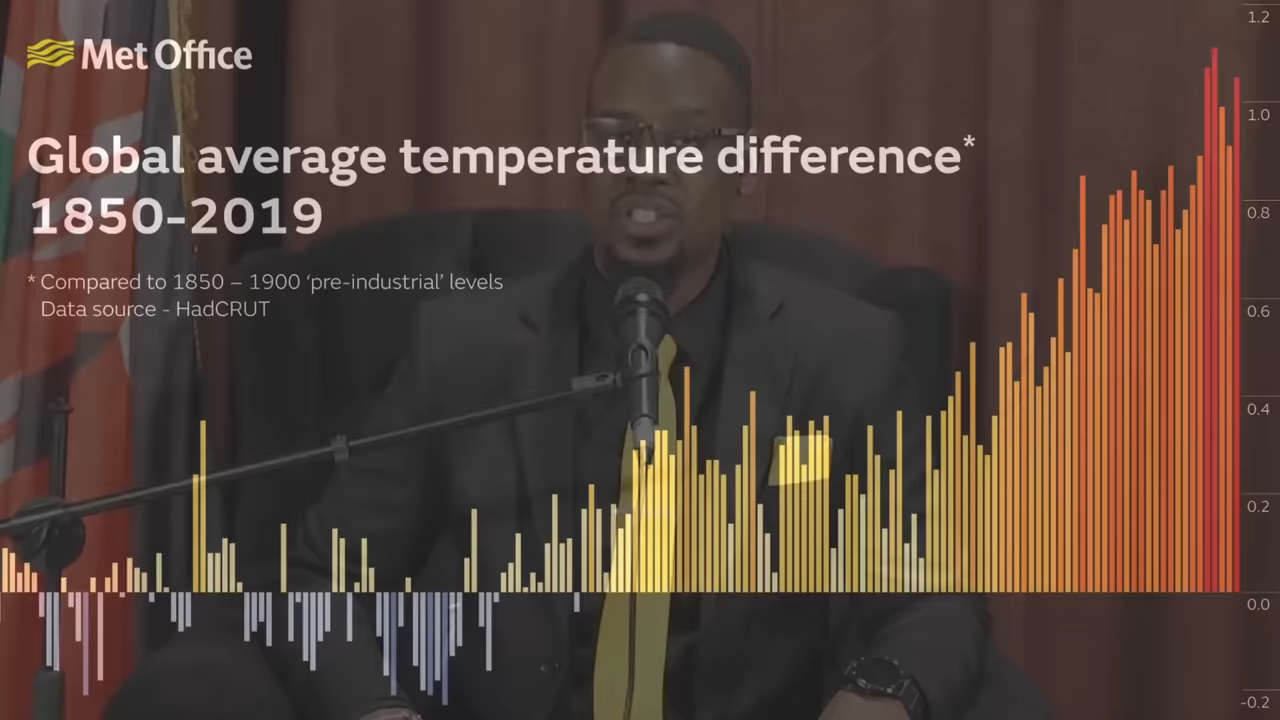 Met Office
Global average temperature difference*
1850-2019
* Compared to 1850 – 1900 ‘pre-industrial’ levels
Data source - HadCRUT
1.2
1.0
0.8
0.6
0.4
0.2
0.0
-0.2